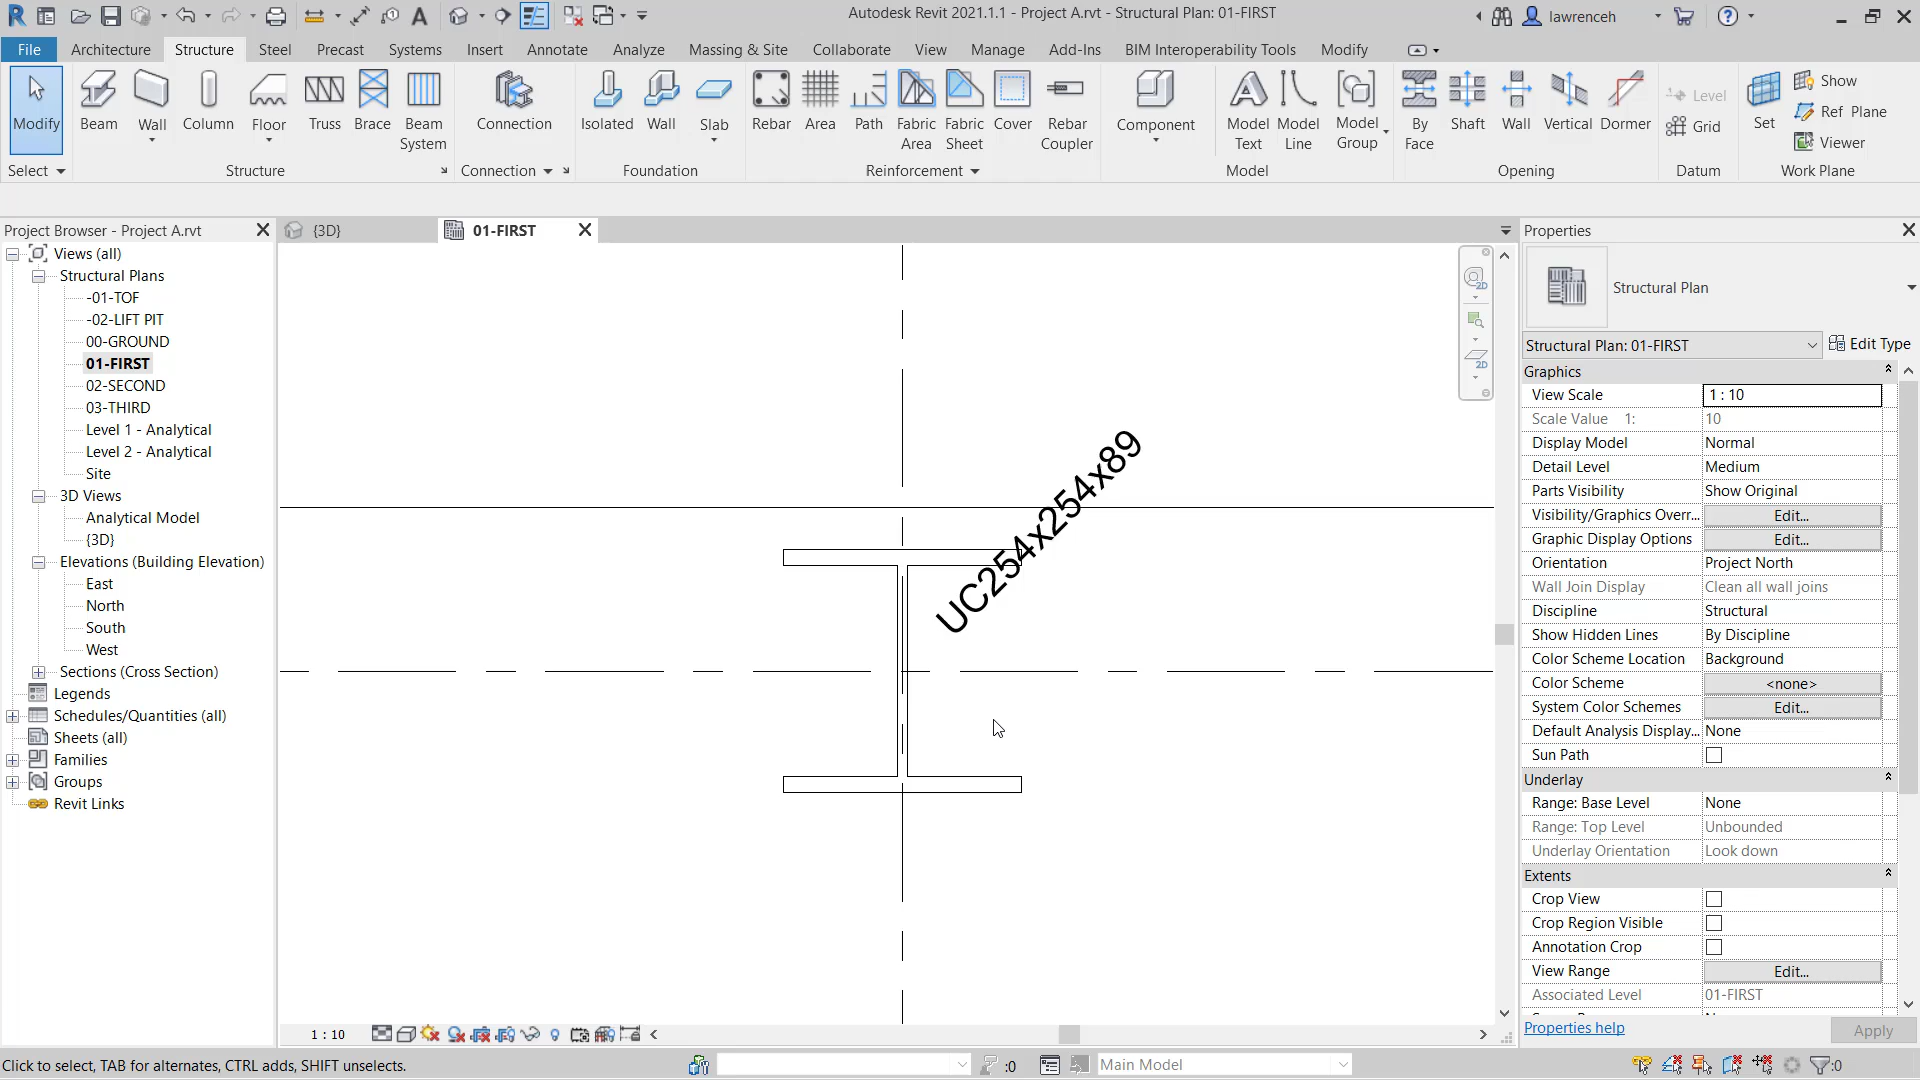 Autodesk Revit 2021.1.1 - Project A.rvt - Structural Plan: 01-FIRST
lawrenceh
File Architecture Structure Steel Precast Systems Insert Annotate Analyze Massing & Site Collaborate View Manage Add-Ins BIM Interoperability Tools Modify
Modify Beam Wall Column Floor Truss Brace Beam System Connection Isolated Wall Slab Rebar Area Path Fabric Area Fabric Sheet Cover Rebar Coupler Component Model Text Model Line Model Group By Face Shaft Wall Vertical Dormer Level Grid Set Show Ref Plane Viewer
Select Structure Connection Foundation Reinforcement Model Opening Datum Work Plane
Project Browser - Project A.rvt
Views (all)
Structural Plans
-01-TOF
-02-LIFT PIT
00-GROUND
01-FIRST
02-SECOND
03-THIRD
Level 1 - Analytical
Level 2 - Analytical
Site
3D Views
Analytical Model
{3D}
Elevations (Building Elevation)
East
North
South
West
Sections (Cross Section)
Legends
Schedules/Quantities (all)
Sheets (all)
Families
Groups
Revit Links
{3D} 01-FIRST
2D
2D
UC254x254x89
1 : 10
Properties
Structural Plan
Structural Plan: 01-FIRST Edit Type
Graphics
View Scale 1 : 10
Scale Value 1: 10
Display Model Normal
Detail Level Medium
Parts Visibility Show Original
Visibility/Graphics Overr... Edit...
Graphic Display Options Edit...
Orientation Project North
Wall Join Display Clean all wall joins
Discipline Structural
Show Hidden Lines By Discipline
Color Scheme Location Background
Color Scheme <none>
System Color Schemes Edit...
Default Analysis Display... None
Sun Path
Underlay
Range: Base Level None
Range: Top Level Unbounded
Underlay Orientation Look down
Extents
Crop View
Crop Region Visible
Annotation Crop
View Range Edit...
Associated Level 01-FIRST
Properties help Apply
Click to select, TAB for alternates, CTRL adds, SHIFT unselects. :0 Main Model :0